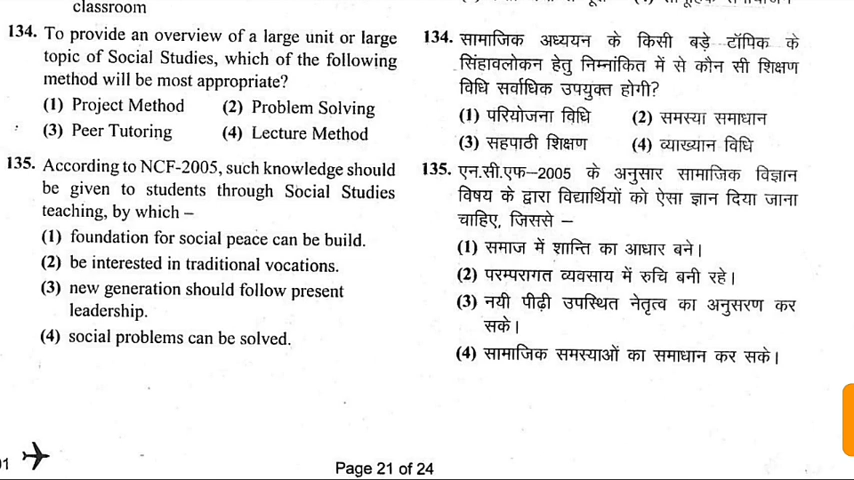 classroom
134. To provide an overview of a large unit or large
topic of Social Studies, which of the following
method will be most appropriate?
(1) Project Method (2) Problem Solving
(3) Peer Tutoring (4) Lecture Method
135. According to NCF-2005, such knowledge should
be given to students through Social Studies
teaching, by which –
(1) foundation for social peace can be build.
(2) be interested in traditional vocations.
(3) new generation should follow present
leadership.
(4) social problems can be solved.
134. सामाजिक अध्ययन के किसी बड़े टॉपिक के
सिंहावलोकन हेतु निम्नांकित में से कौन सी शिक्षण
विधि सर्वाधिक उपयुक्त होगी?
(1) परियोजना विधि (2) समस्या समाधान
(3) सहपाठी शिक्षण (4) व्याख्यान विधि
135. एन.सी.एफ–2005 के अनुसार सामाजिक विज्ञान
विषय के द्वारा विद्यार्थियों को ऐसा ज्ञान दिया जाना
चाहिए, जिससे –
(1) समाज में शान्ति का आधार बने।
(2) परम्परागत व्यवसाय में रुचि बनी रहे।
(3) नयी पीढ़ी उपस्थित नेतृत्व का अनुसरण कर
सके।
(4) सामाजिक समस्याओं का समाधान कर सके।
Page 21 of 24